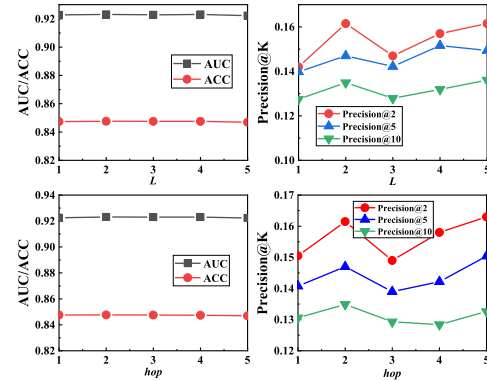 0.92
0.90
0.88
0.86
0.84
0.82
AUC/ACC
AUC
ACC
1 2 3 4 5
L
0.16
0.14
0.12
0.10
Precision@K
Precision@2
Precision@5
Precision@10
1 2 3 4 5
L
0.94
0.92
0.90
0.88
0.86
0.84
0.82
AUC/ACC
AUC
ACC
1 2 3 4 5
hop
0.17
0.16
0.15
0.14
0.13
0.12
Precision@K
Precision@2
Precision@5
Precision@10
1 2 3 4 5
hop